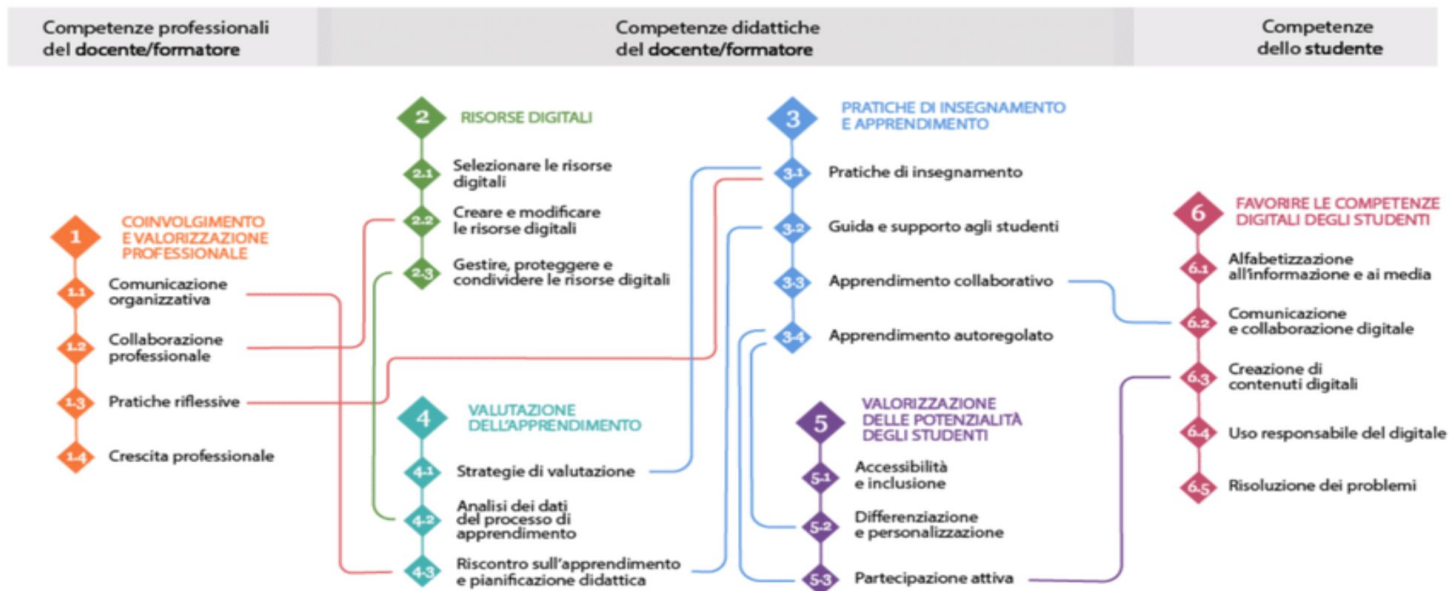 Competenze professionali
del docente/formatore
Competenze didattiche
del docente/formatore
Competenze
dello studente
1
COINVOLGIMENTO
E VALORIZZAZIONE
PROFESSIONALE
1.1
Comunicazione
organizzativa
1.2
Collaborazione
professionale
1.3
Pratiche riflessive
1.4
Crescita professionale
2
RISORSE DIGITALI
2.1
Selezionare le risorse
digitali
2.2
Creare e modificare
le risorse digitali
2.3
Gestire, proteggere e
condividere le risorse digitali
3
PRATICHE DI INSEGNAMENTO
E APPRENDIMENTO
3.1
Pratiche di insegnamento
3.2
Guida e supporto agli studenti
3.3
Apprendimento collaborativo
3.4
Apprendimento autoregolato
4
VALUTAZIONE
DELL'APPRENDIMENTO
4.1
Strategie di valutazione
4.2
Analisi dei dati
del processo di
apprendimento
4.3
Riscontro sull'apprendimento
e pianificazione didattica
5
VALORIZZAZIONE
DELLE POTENZIALITÀ
DEGLI STUDENTI
5.1
Accessibilità
e inclusione
5.2
Differenziazione
e personalizzazione
5.3
Partecipazione attiva
6
FAVORIRE LE COMPETENZE
DIGITALI DEGLI STUDENTI
6.1
Alfabetizzazione
all'informazione e ai media
6.2
Comunicazione
e collaborazione digitale
6.3
Creazione di
contenuti digitali
6.4
Uso responsabile del digitale
6.5
Risoluzione dei problemi